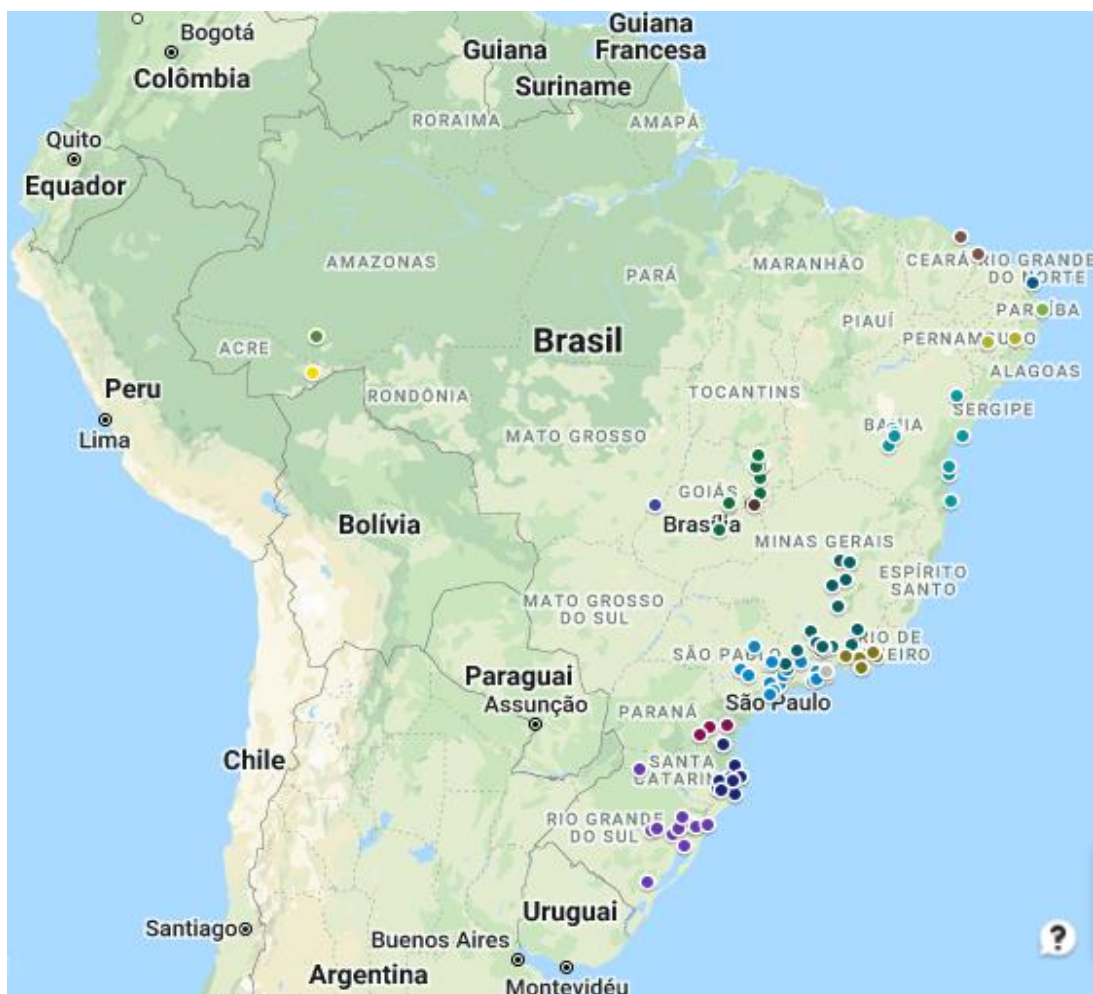 Bogotá
Colômbia
Guiana
Guiana
Francesa
Suriname
RORAIMA
AMAPÁ
Quito
Equador
AMAZONAS
PARÁ
MARANHÃO
CEARÁ
RIO GRANDE
DO NORTE
PARAÍBA
PIAUÍ
PERNAMBUCO
ACRE
Brasil
ALAGOAS
Peru
RONDÔNIA
TOCANTINS
SERGIPE
Lima
MATO GROSSO
BAHIA
GOIÁS
Bolívia
Brasília
MINAS GERAIS
ESPÍRITO
SANTO
MATO GROSSO
DO SUL
SÃO PAULO
RIO DE
JANEIRO
Paraguai
Assunção
São Paulo
PARANÁ
Chile
SANTA
CATARINA
RIO GRANDE
DO SUL
Uruguai
Santiago
Buenos Aires
Argentina
Montevidéu
?